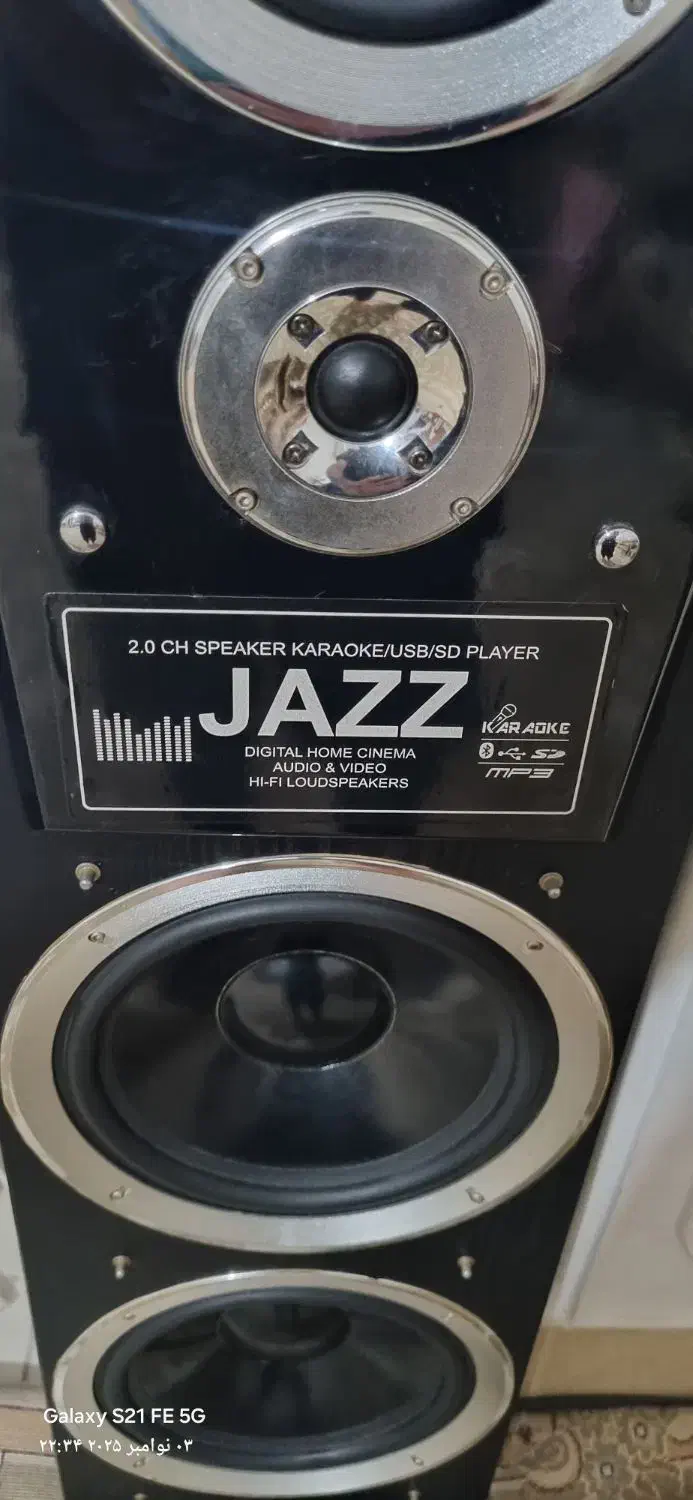 2.0 CH SPEAKER KARAOKE/USB/SD PLAYER
JAZZ
DIGITAL HOME CINEMA
AUDIO & VIDEO
HI-FI LOUDSPEAKERS
KARAOKE
SD
MP3
Galaxy S21 FE 5G
۰۳ نوامبر ۲۰۲۵ ۲۲:۳۴